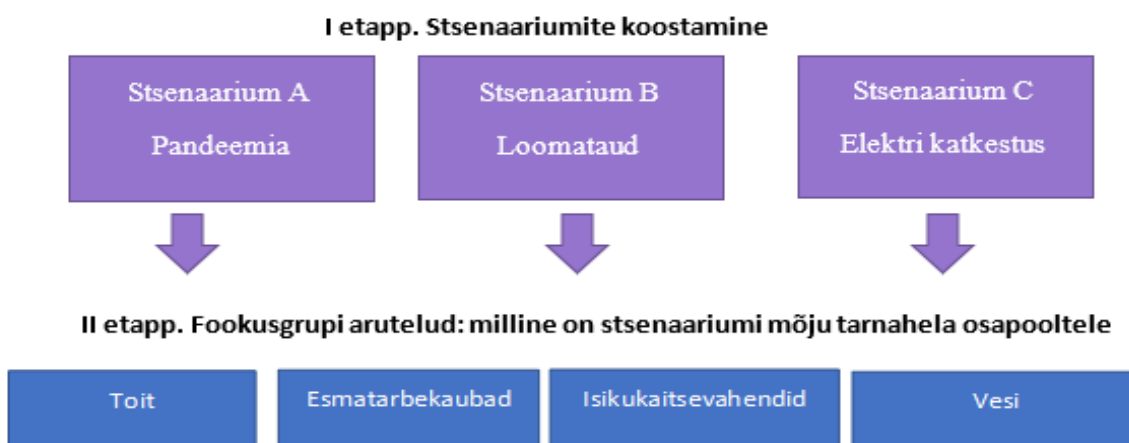 I etapp. Stsenaariumite koostamine
Stsenaarium A
Pandeemia
Stsenaarium B
Loomataud
Stsenaarium C
Elektri katkestus
II etapp. Fookusgrupi arutelud: milline on stsenaariumi mõju tarnahela osapooltele
Toit
Esmatarbekaubad
Isikukaitsevahendid
Vesi